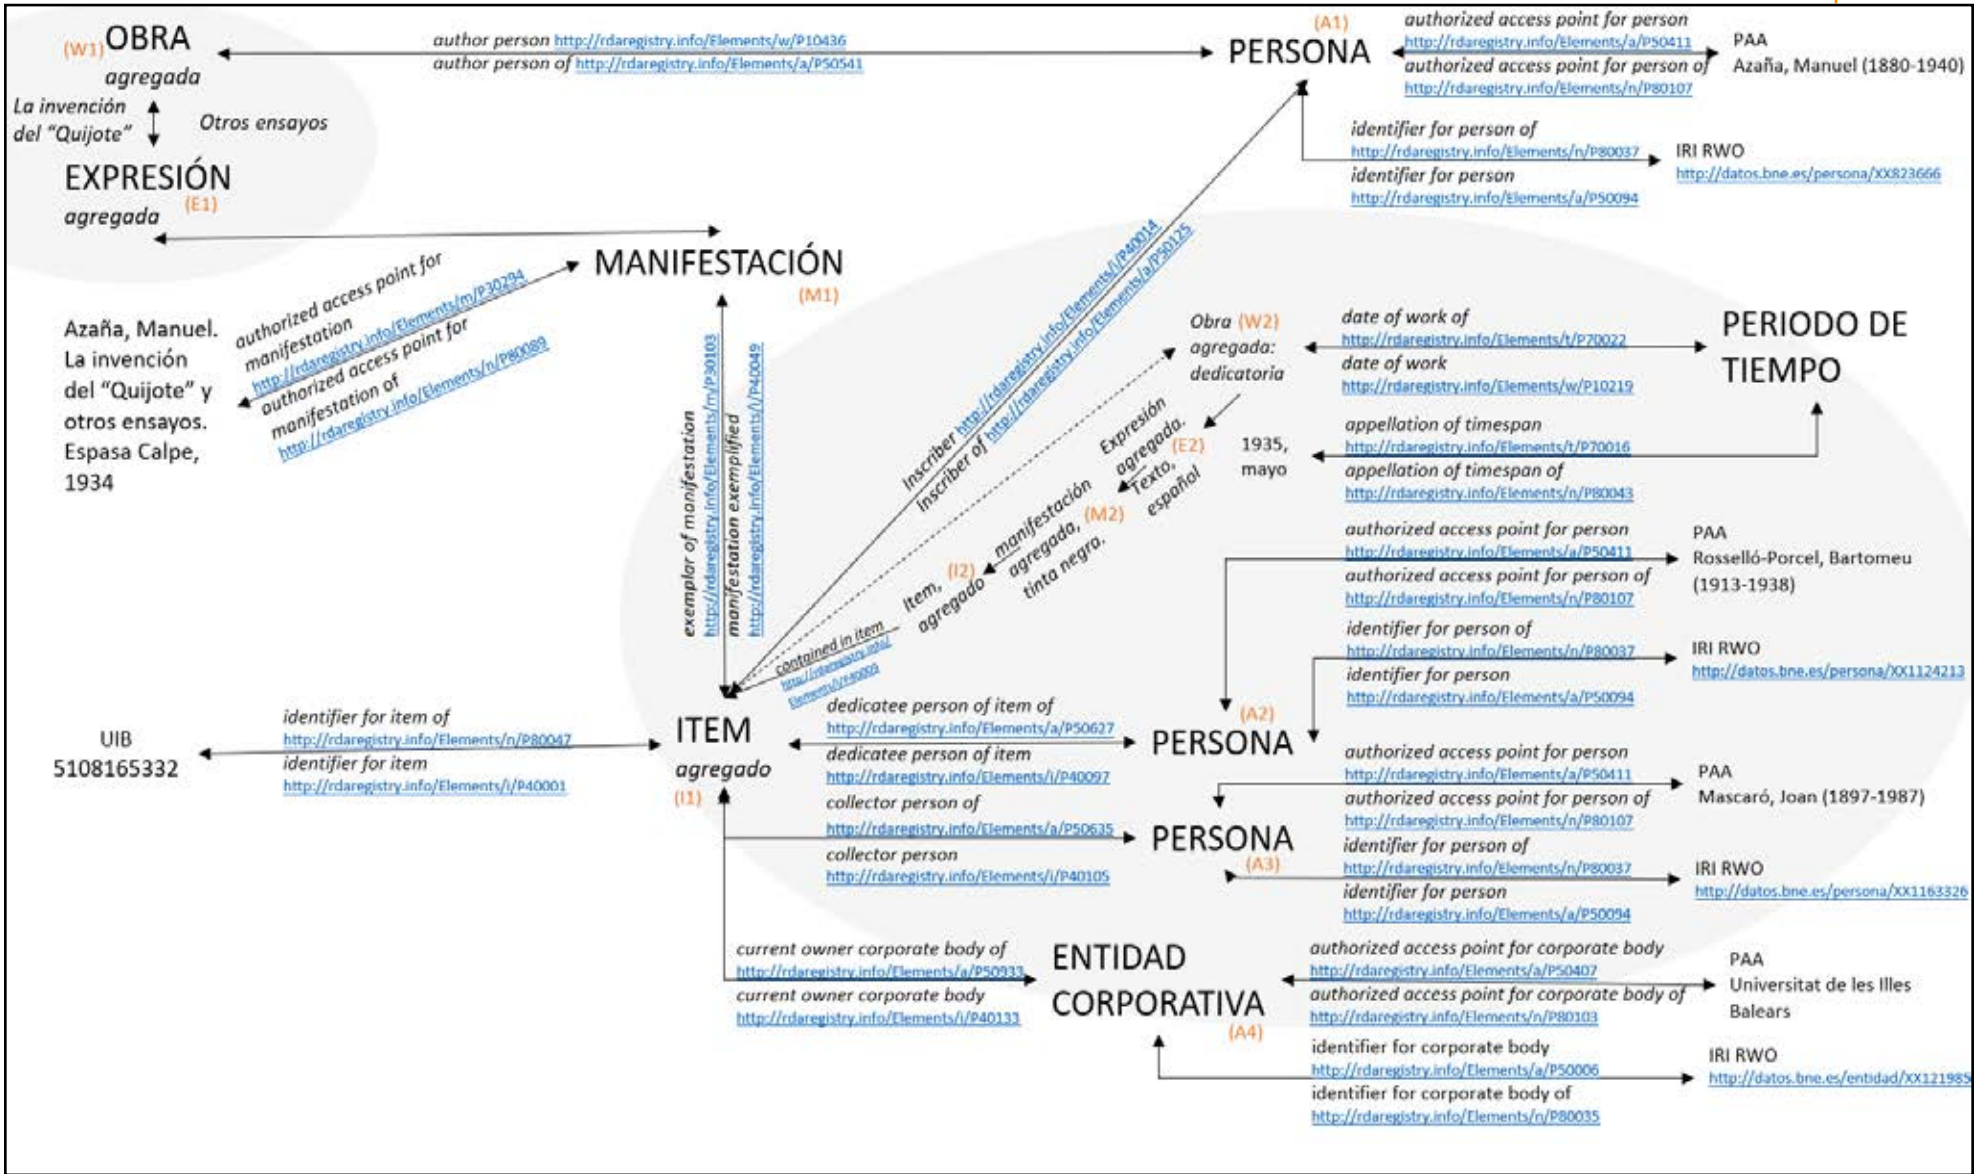 (W1) OBRA
agregada
La invención
del "Quijote"
Otros ensayos
EXPRESIÓN
agregada (E1)
author person http://rdaregistry.info/Elements/w/P10436
author person of http://rdaregistry.info/Elements/a/P50541
(A1)
PERSONA
authorized access point for person
http://rdaregistry.info/Elements/a/P50411
authorized access point for person of
http://rdaregistry.info/Elements/n/P80107
PAA
Azaña, Manuel (1880-1940)
identifier for person of
http://rdaregistry.info/Elements/n/P80037
identifier for person
http://rdaregistry.info/Elements/a/P50094
IRI RWO
http://datos.bne.es/persona/XX823666
MANIFESTACIÓN
(M1)
authorized access point for
manifestation
http://rdaregistry.info/Elements/m/P30294
authorized access point for
manifestation of
http://rdaregistry.info/Elements/n/P80089
Azaña, Manuel.
La invención
del "Quijote" y
otros ensayos.
Espasa Calpe,
1934
exemplar of manifestation
http://rdaregistry.info/Elements/m/P30103
manifestation exemplified
http://rdaregistry.info/Elements/i/P40049
Inscriber http://rdaregistry.info/Elements/i/P40014
Inscriber of http://rdaregistry.info/Elements/a/P50125
Obra (W2)
agregada:
dedicatoria
date of work of
http://rdaregistry.info/Elements/t/P70022
date of work
http://rdaregistry.info/Elements/w/P10219
PERIODO DE
TIEMPO
Expresión
agregada. (E2)
Texto,
español
1935,
mayo
appellation of timespan
http://rdaregistry.info/Elements/t/P70016
appellation of timespan of
http://rdaregistry.info/Elements/n/P80043
manifestación
agregada, (M2)
tinta negra.
Item, (I2)
agregado
contained in item
http://rdaregistry.info/
Elements/i/P40009
authorized access point for person
http://rdaregistry.info/Elements/a/P50411
authorized access point for person of
http://rdaregistry.info/Elements/n/P80107
PAA
Rosselló-Porcel, Bartomeu
(1913-1938)
identifier for person of
http://rdaregistry.info/Elements/n/P80037
identifier for person
http://rdaregistry.info/Elements/a/P50094
IRI RWO
http://datos.bne.es/persona/XX1124213
UIB
5108165332
identifier for item of
http://rdaregistry.info/Elements/n/P80047
identifier for item
http://rdaregistry.info/Elements/i/P40001
ITEM
agregado
(I1)
dedicatee person of item of
http://rdaregistry.info/Elements/a/P50627
dedicatee person of item
http://rdaregistry.info/Elements/i/P40097
(A2)
PERSONA
collector person of
http://rdaregistry.info/Elements/a/P50635
collector person
http://rdaregistry.info/Elements/i/P40105
PERSONA
(A3)
authorized access point for person
http://rdaregistry.info/Elements/a/P50411
authorized access point for person of
http://rdaregistry.info/Elements/n/P80107
PAA
Mascaró, Joan (1897-1987)
identifier for person of
http://rdaregistry.info/Elements/n/P80037
identifier for person
http://rdaregistry.info/Elements/a/P50094
IRI RWO
http://datos.bne.es/persona/XX1163326
current owner corporate body of
http://rdaregistry.info/Elements/a/P50933
current owner corporate body
http://rdaregistry.info/Elements/i/P40133
ENTIDAD
CORPORATIVA
(A4)
authorized access point for corporate body
http://rdaregistry.info/Elements/a/P50407
authorized access point for corporate body of
http://rdaregistry.info/Elements/n/P80103
PAA
Universitat de les Illes
Balears
identifier for corporate body
http://rdaregistry.info/Elements/a/P50006
identifier for corporate body of
http://rdaregistry.info/Elements/n/P80035
IRI RWO
http://datos.bne.es/entidad/XX121985